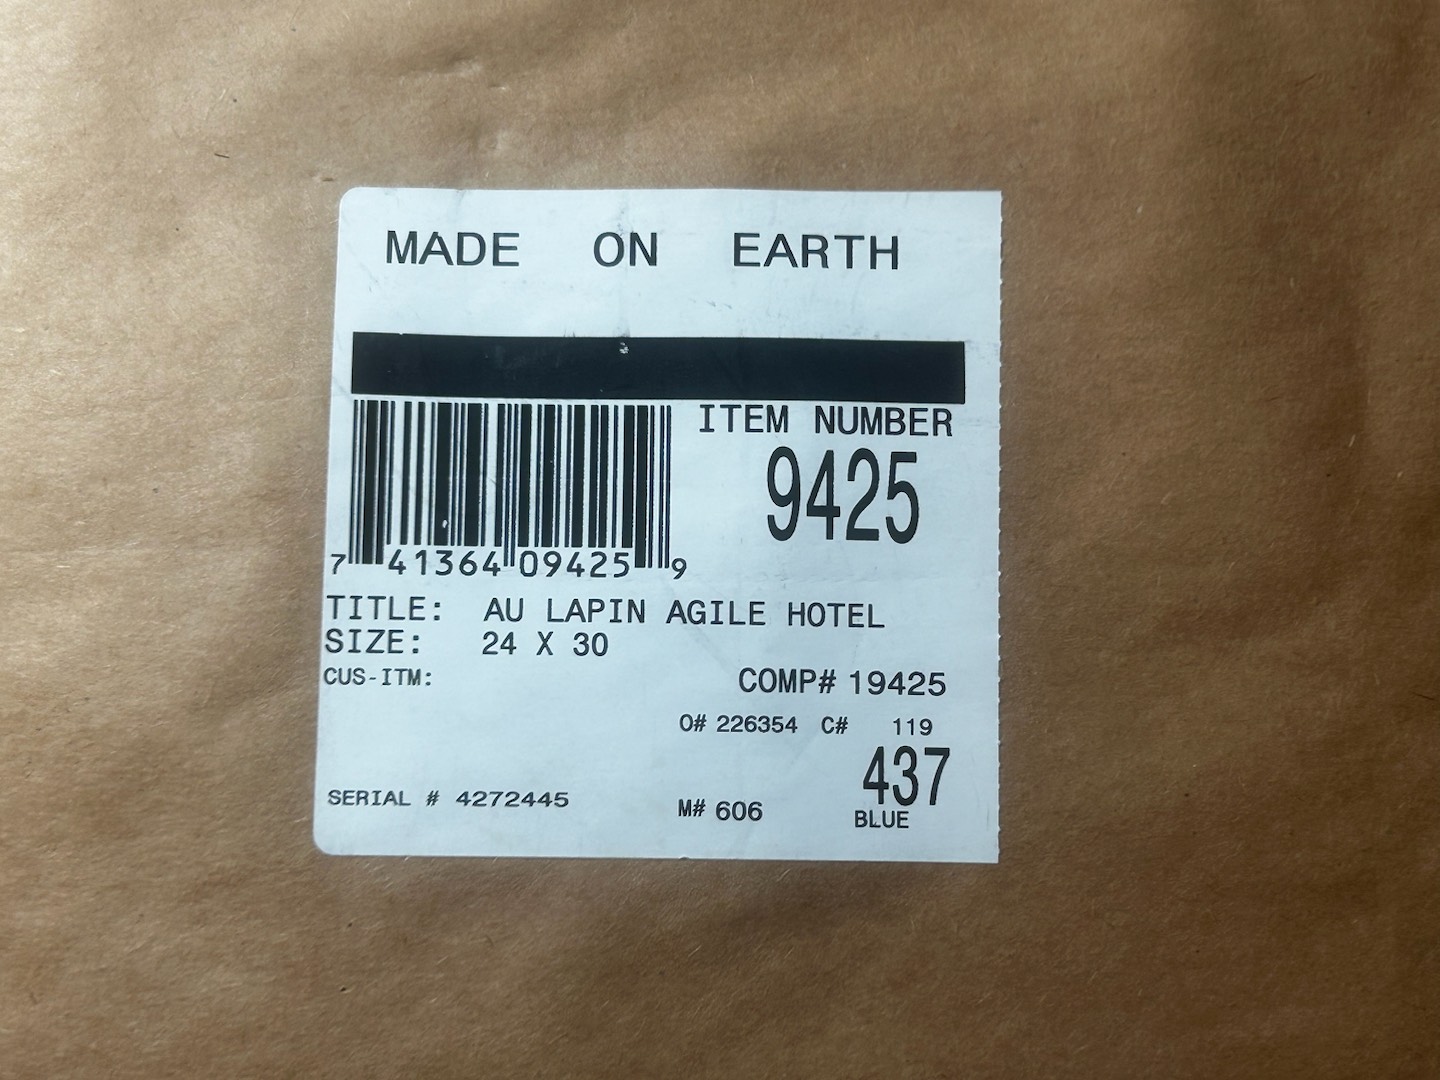 MADE ON EARTH
ITEM NUMBER
9425
7 41364 09425 9
TITLE: AU LAPIN AGILE HOTEL
SIZE: 24 X 30
CUS-ITM:
COMP# 19425
O# 226354 C# 119
437
SERIAL # 4272445
M# 606
BLUE